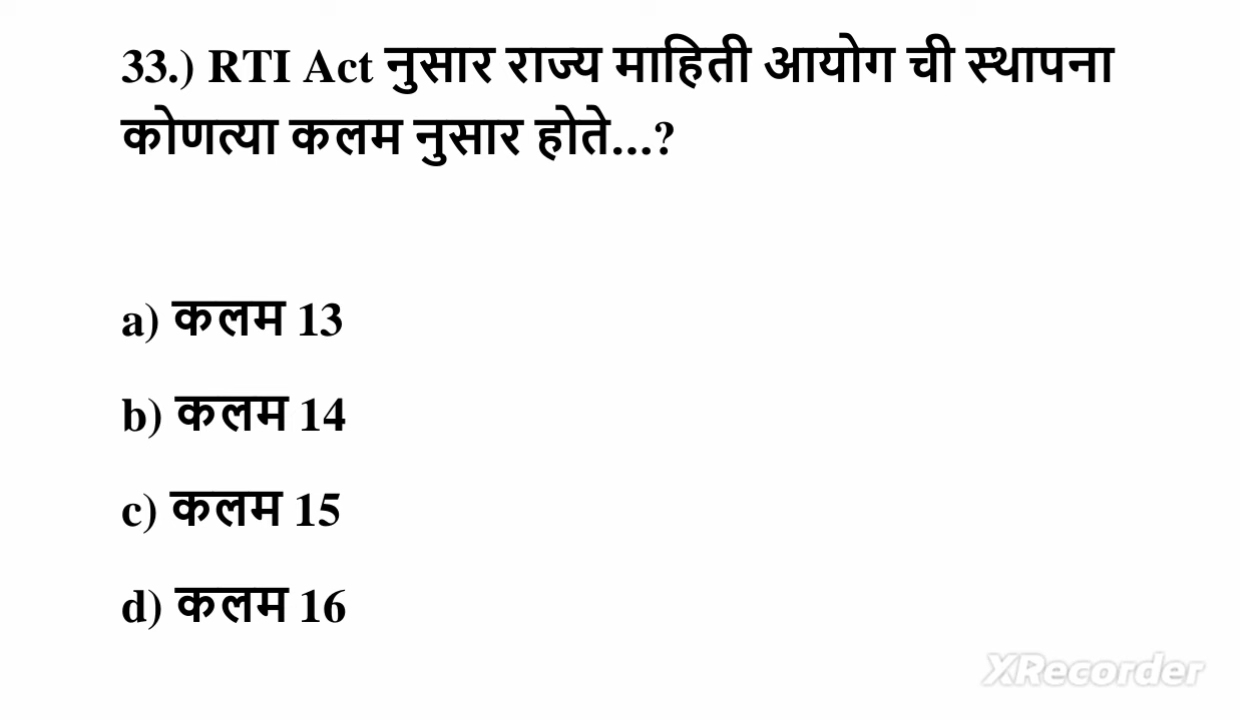 33.) RTI Act नुसार राज्य माहिती आयोग ची स्थापना
कोणत्या कलम नुसार होते...?
a) कलम 13
b) कलम 14
c) कलम 15
d) कलम 16
XRecorder